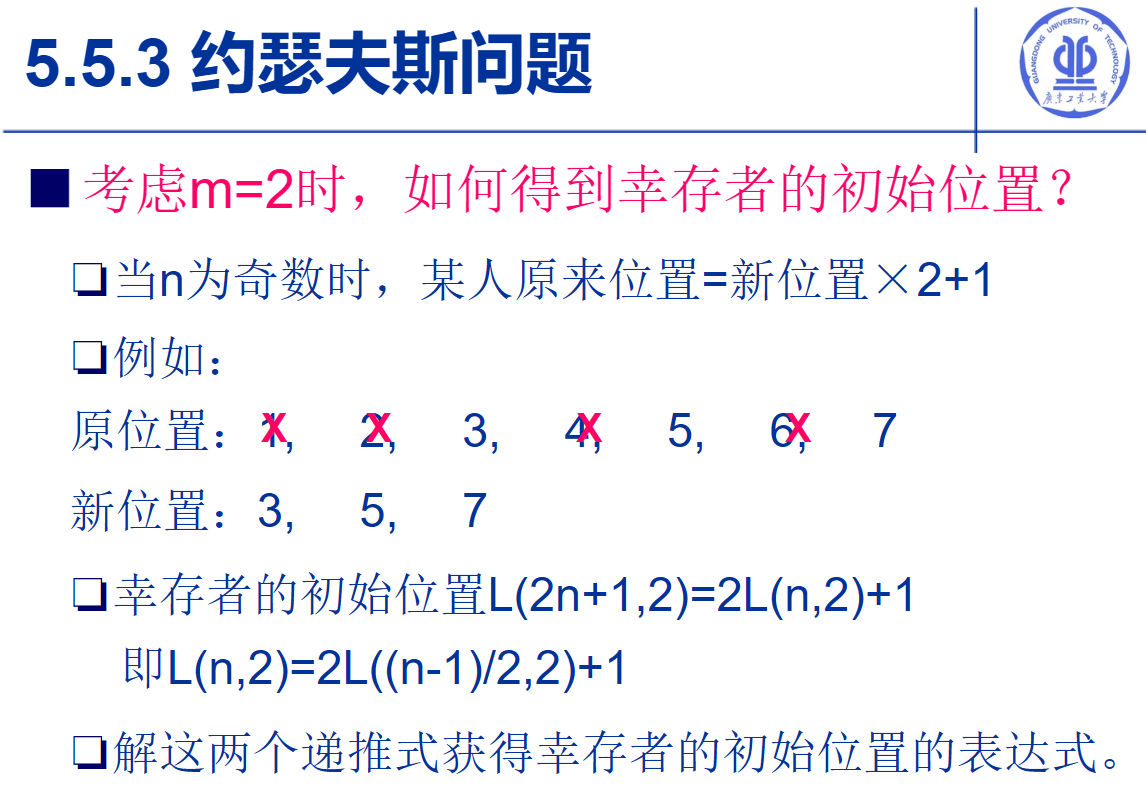 5.5.3 约瑟夫斯问题
GUANGDONG UNIVERSITY OF TECHNOLOGY
广东工业大学
考虑m=2时，如何得到幸存者的初始位置？
当n为奇数时，某人原来位置=新位置×2+1
例如：
原位置：1, 2, 3, 4, 5, 6, 7
X X X X
新位置：3, 5, 7
幸存者的初始位置L(2n+1,2)=2L(n,2)+1
即L(n,2)=2L((n-1)/2,2)+1
解这两个递推式获得幸存者的初始位置的表达式。